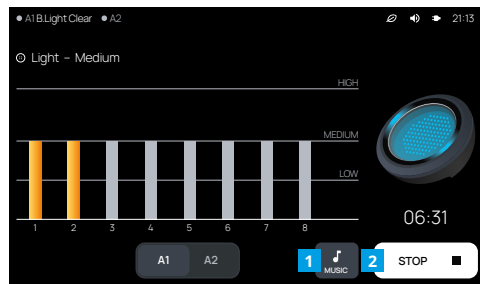 A1 B.Light Clear A2 21:13
Light – Medium
HIGH
MEDIUM
LOW
06:31
1 2 3 4 5 6 7 8
A1 A2 1 MUSIC 2 STOP